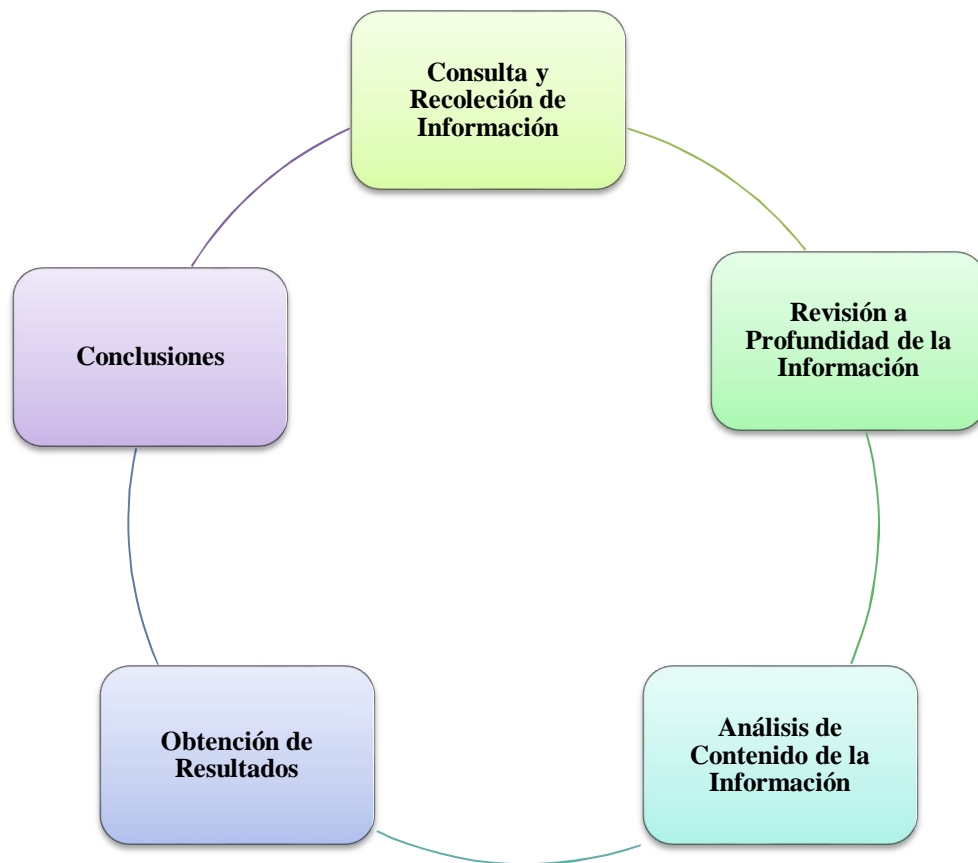 Consulta y
Recoleción de
Información
Revisión a
Profundidad de la
Información
Análisis de
Contenido de la
Información
Obtención de
Resultados
Conclusiones